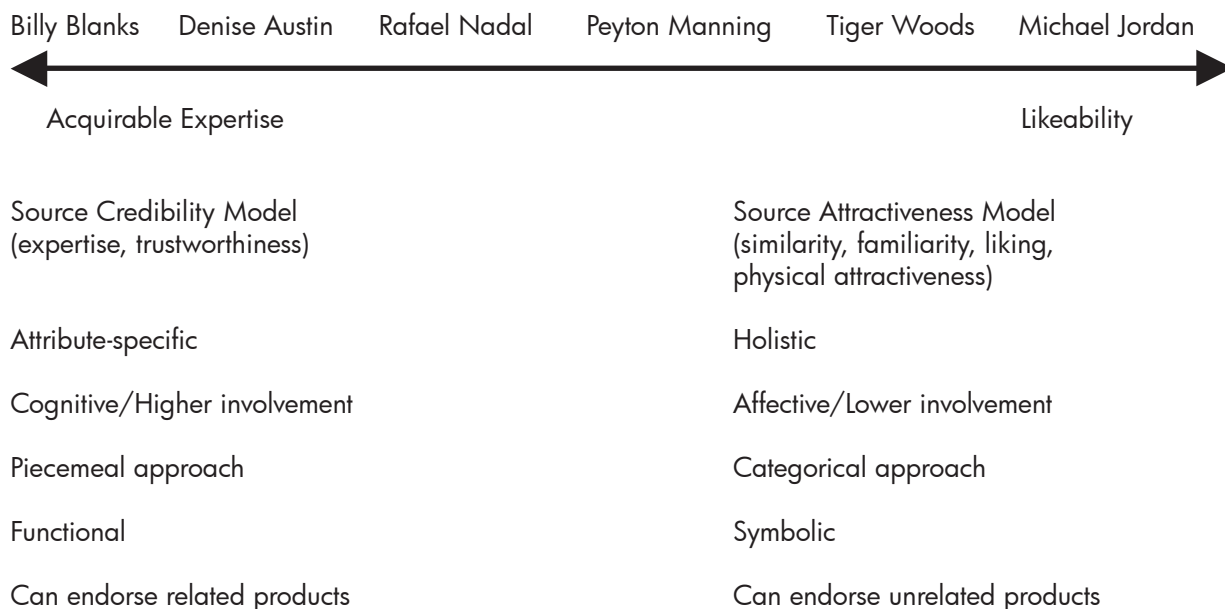 Billy Blanks Denise Austin Rafael Nadal Peyton Manning Tiger Woods Michael Jordan
Acquirable Expertise Likeability
Source Credibility Model Source Attractiveness Model
(expertise, trustworthiness) (similarity, familiarity, liking,
physical attractiveness)
Attribute-specific Holistic
Cognitive/Higher involvement Affective/Lower involvement
Piecemeal approach Categorical approach
Functional Symbolic
Can endorse related products Can endorse unrelated products